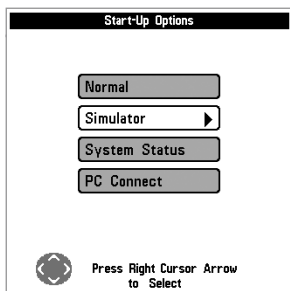 Start-Up Options
Normal
Simulator
System Status
PC Connect
Press Right Cursor Arrow
to Select